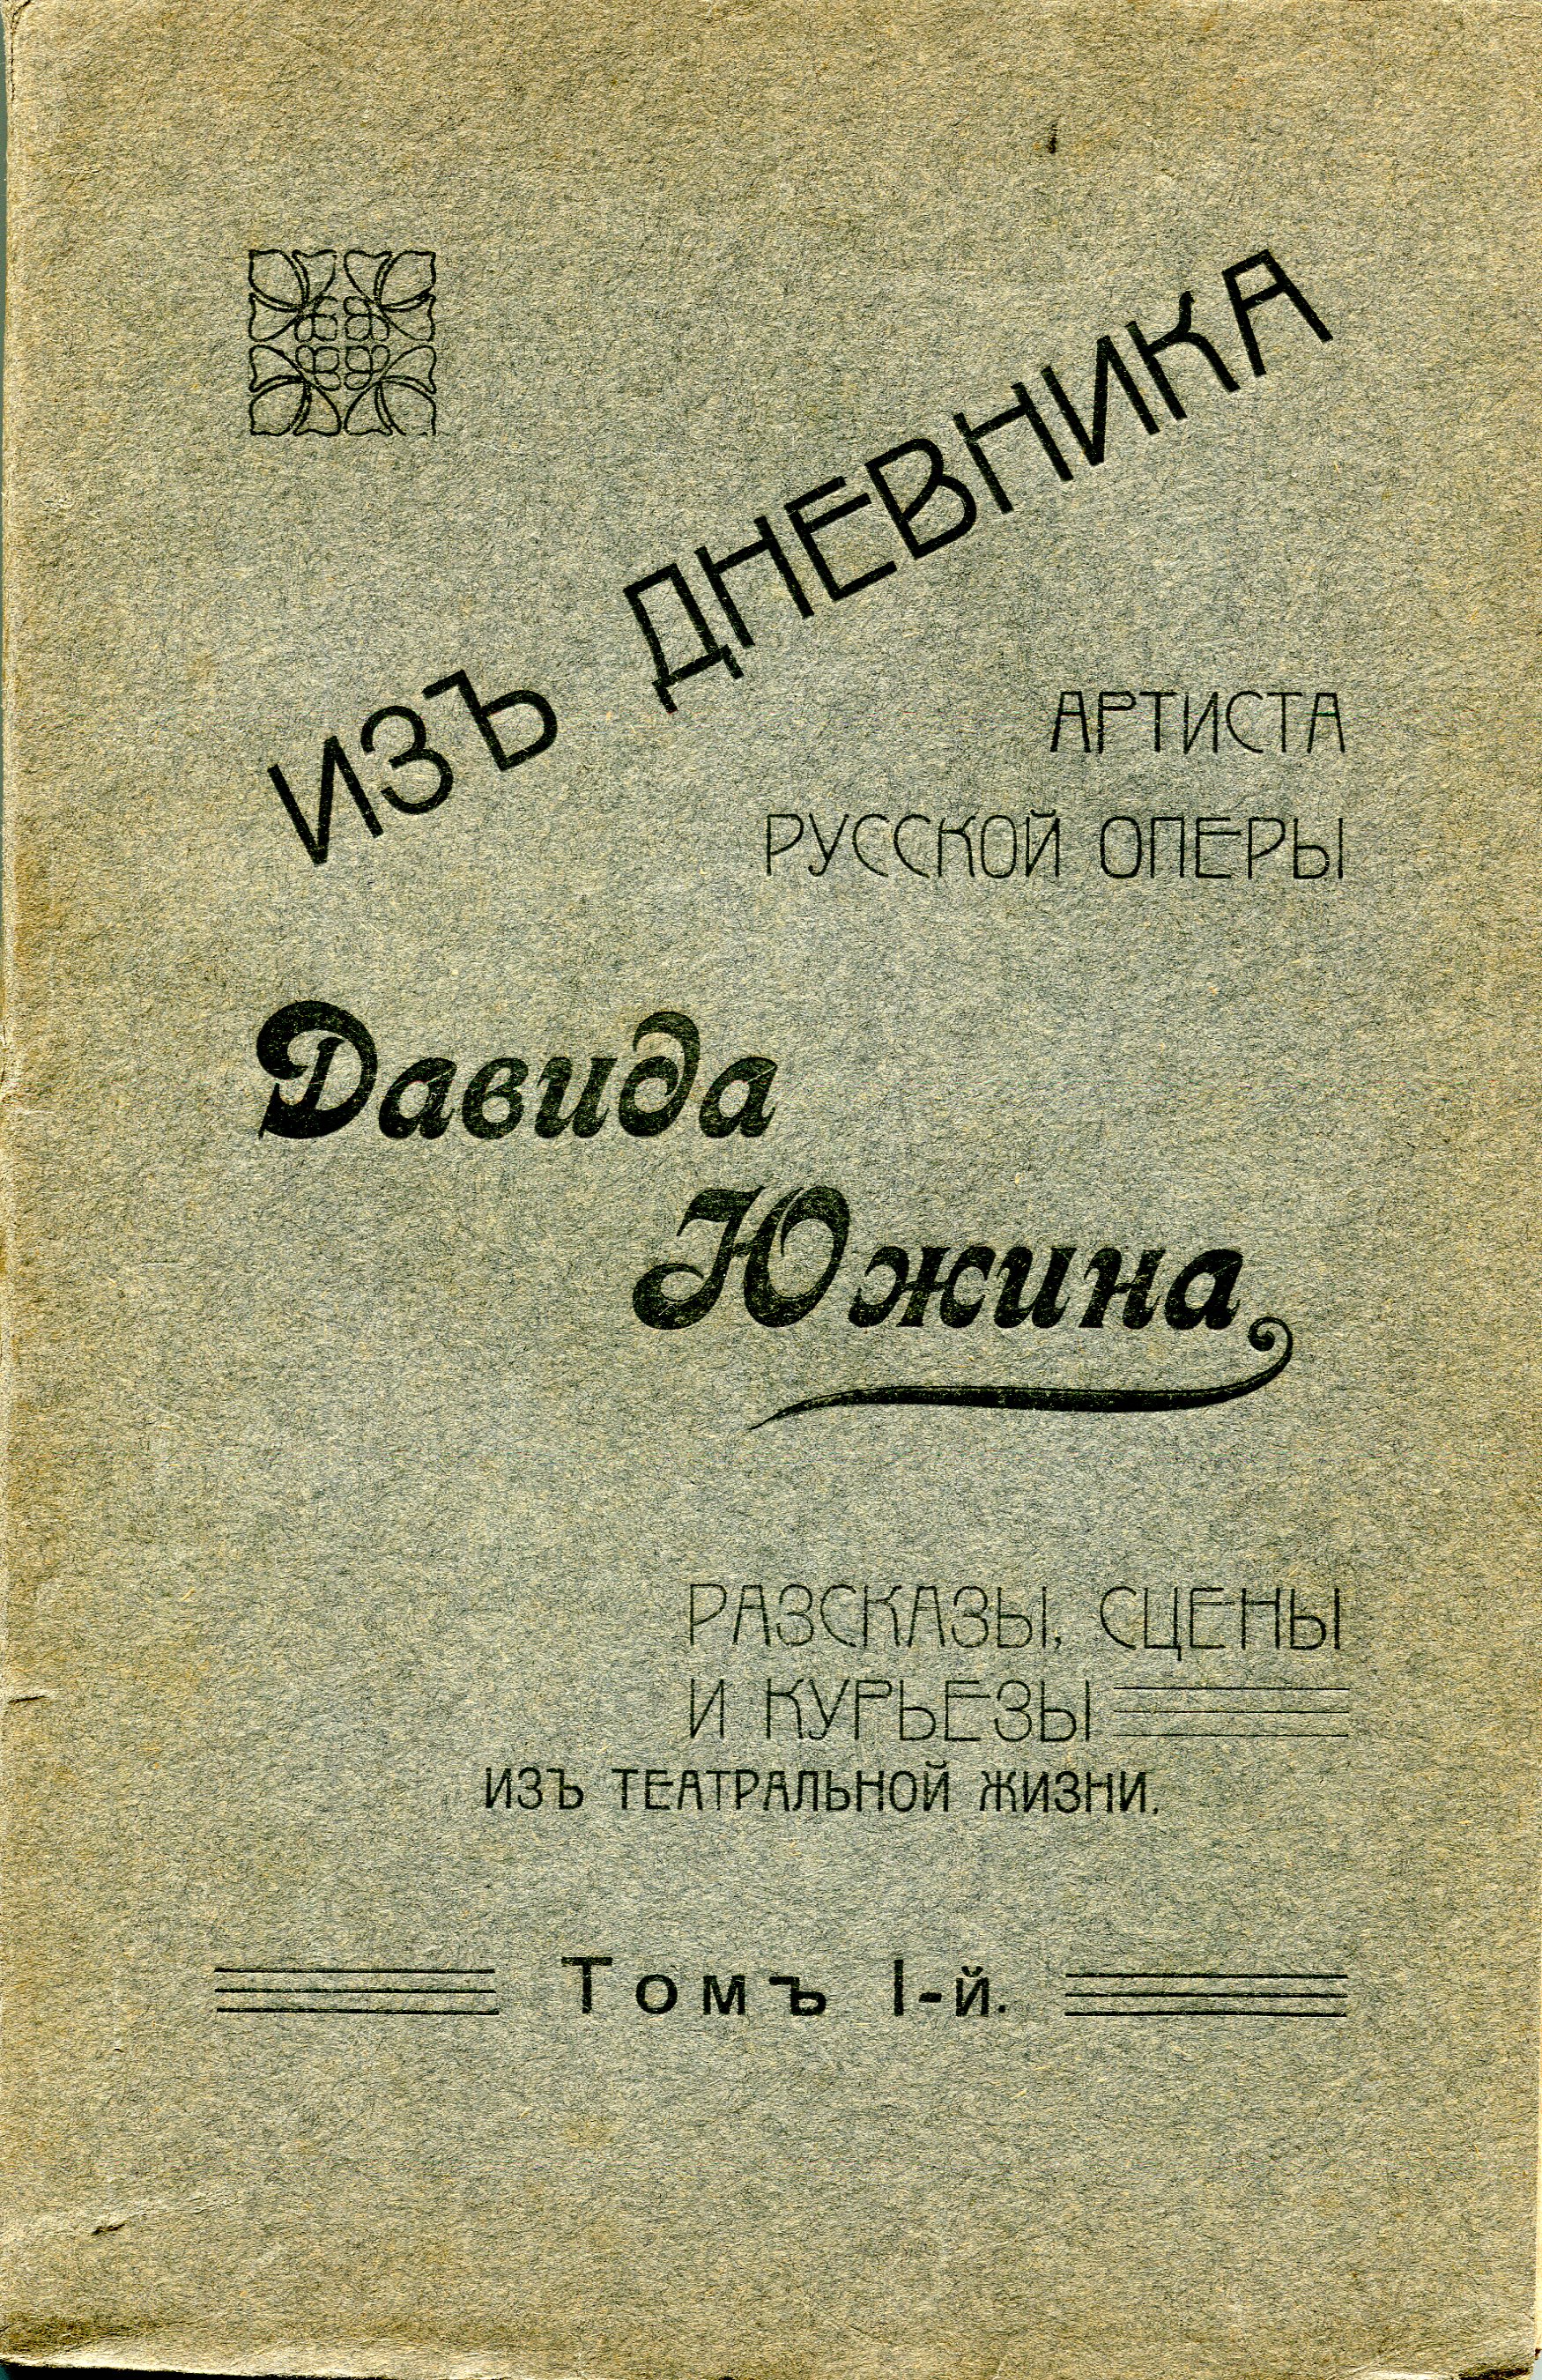 ИЗЪ ДНЕВНИКА
АРТИСТА
РУССКОЙ ОПЕРЫ
Давида
Южина
РАЗСКАЗЫ, СЦЕНЫ
И КУРЬЕЗЫ
ИЗЪ ТЕАТРАЛЬНОЙ ЖИЗНИ.
Томъ I-й.